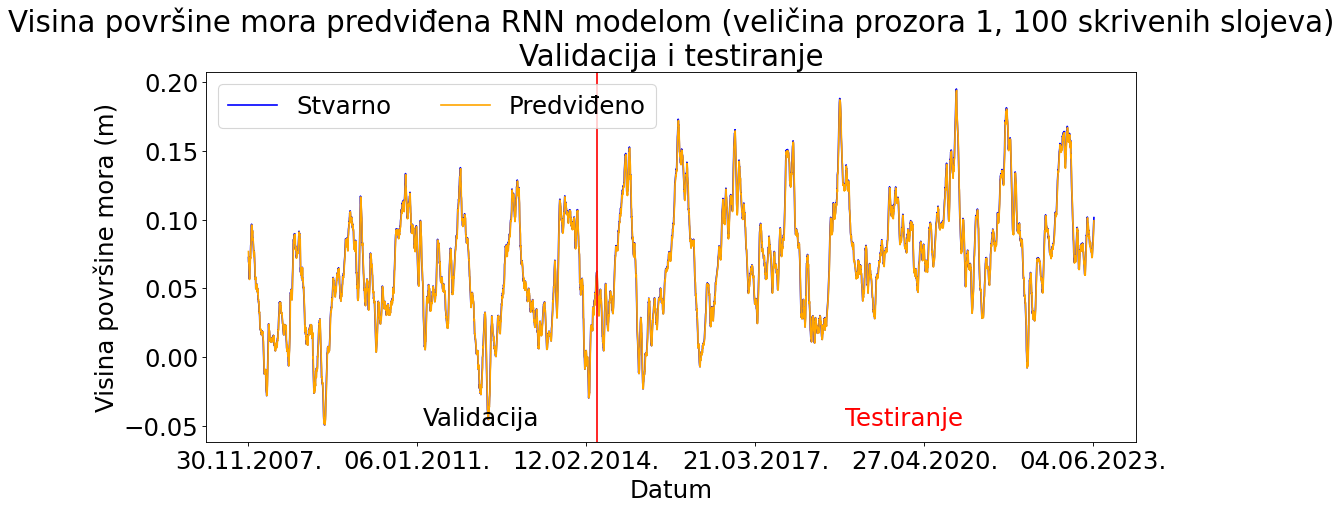 Visina površine mora predviđena RNN modelom (veličina prozora 1, 100 skrivenih slojeva)
Validacija i testiranje
Stvarno
Predviđeno
Visina površine mora (m)
0.20
0.15
0.10
0.05
0.00
−0.05
Validacija
Testiranje
30.11.2007.
06.01.2011.
12.02.2014.
21.03.2017.
27.04.2020.
04.06.2023.
Datum